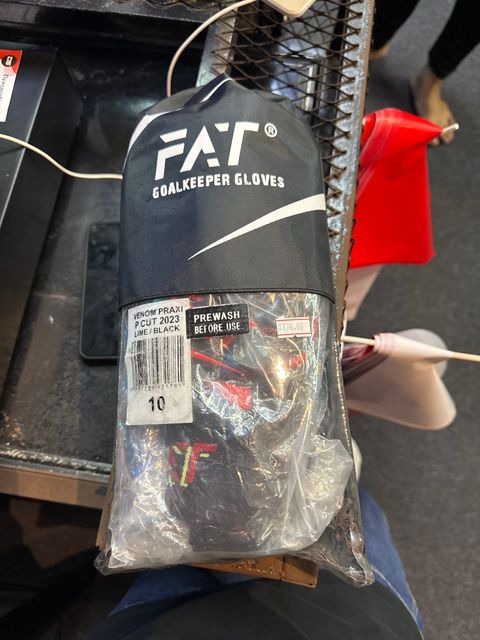 FAT®
GOALKEEPER GLOVES
VENOM PRAXI
P CUT 2023
LIME / BLACK
10
PREWASH
BEFORE USE